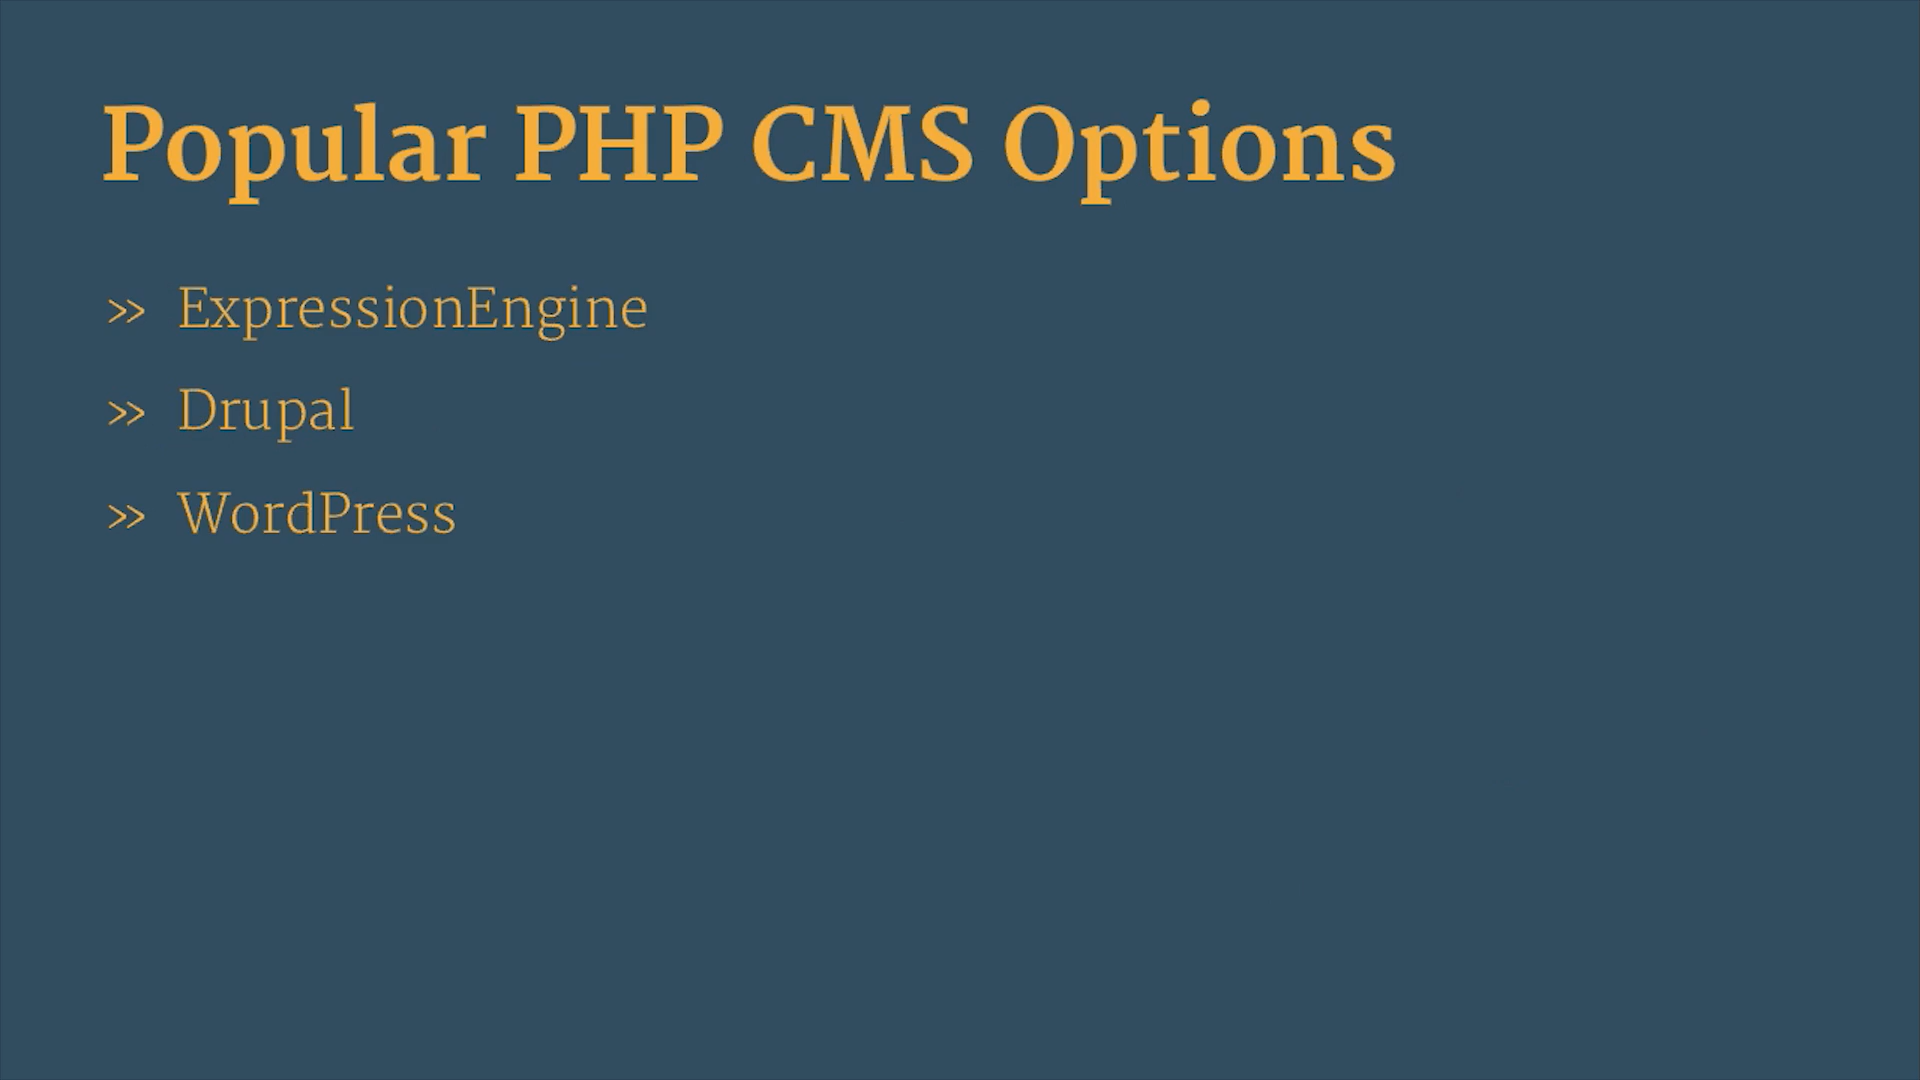 Popular PHP CMS Options
» ExpressionEngine
» Drupal
» WordPress